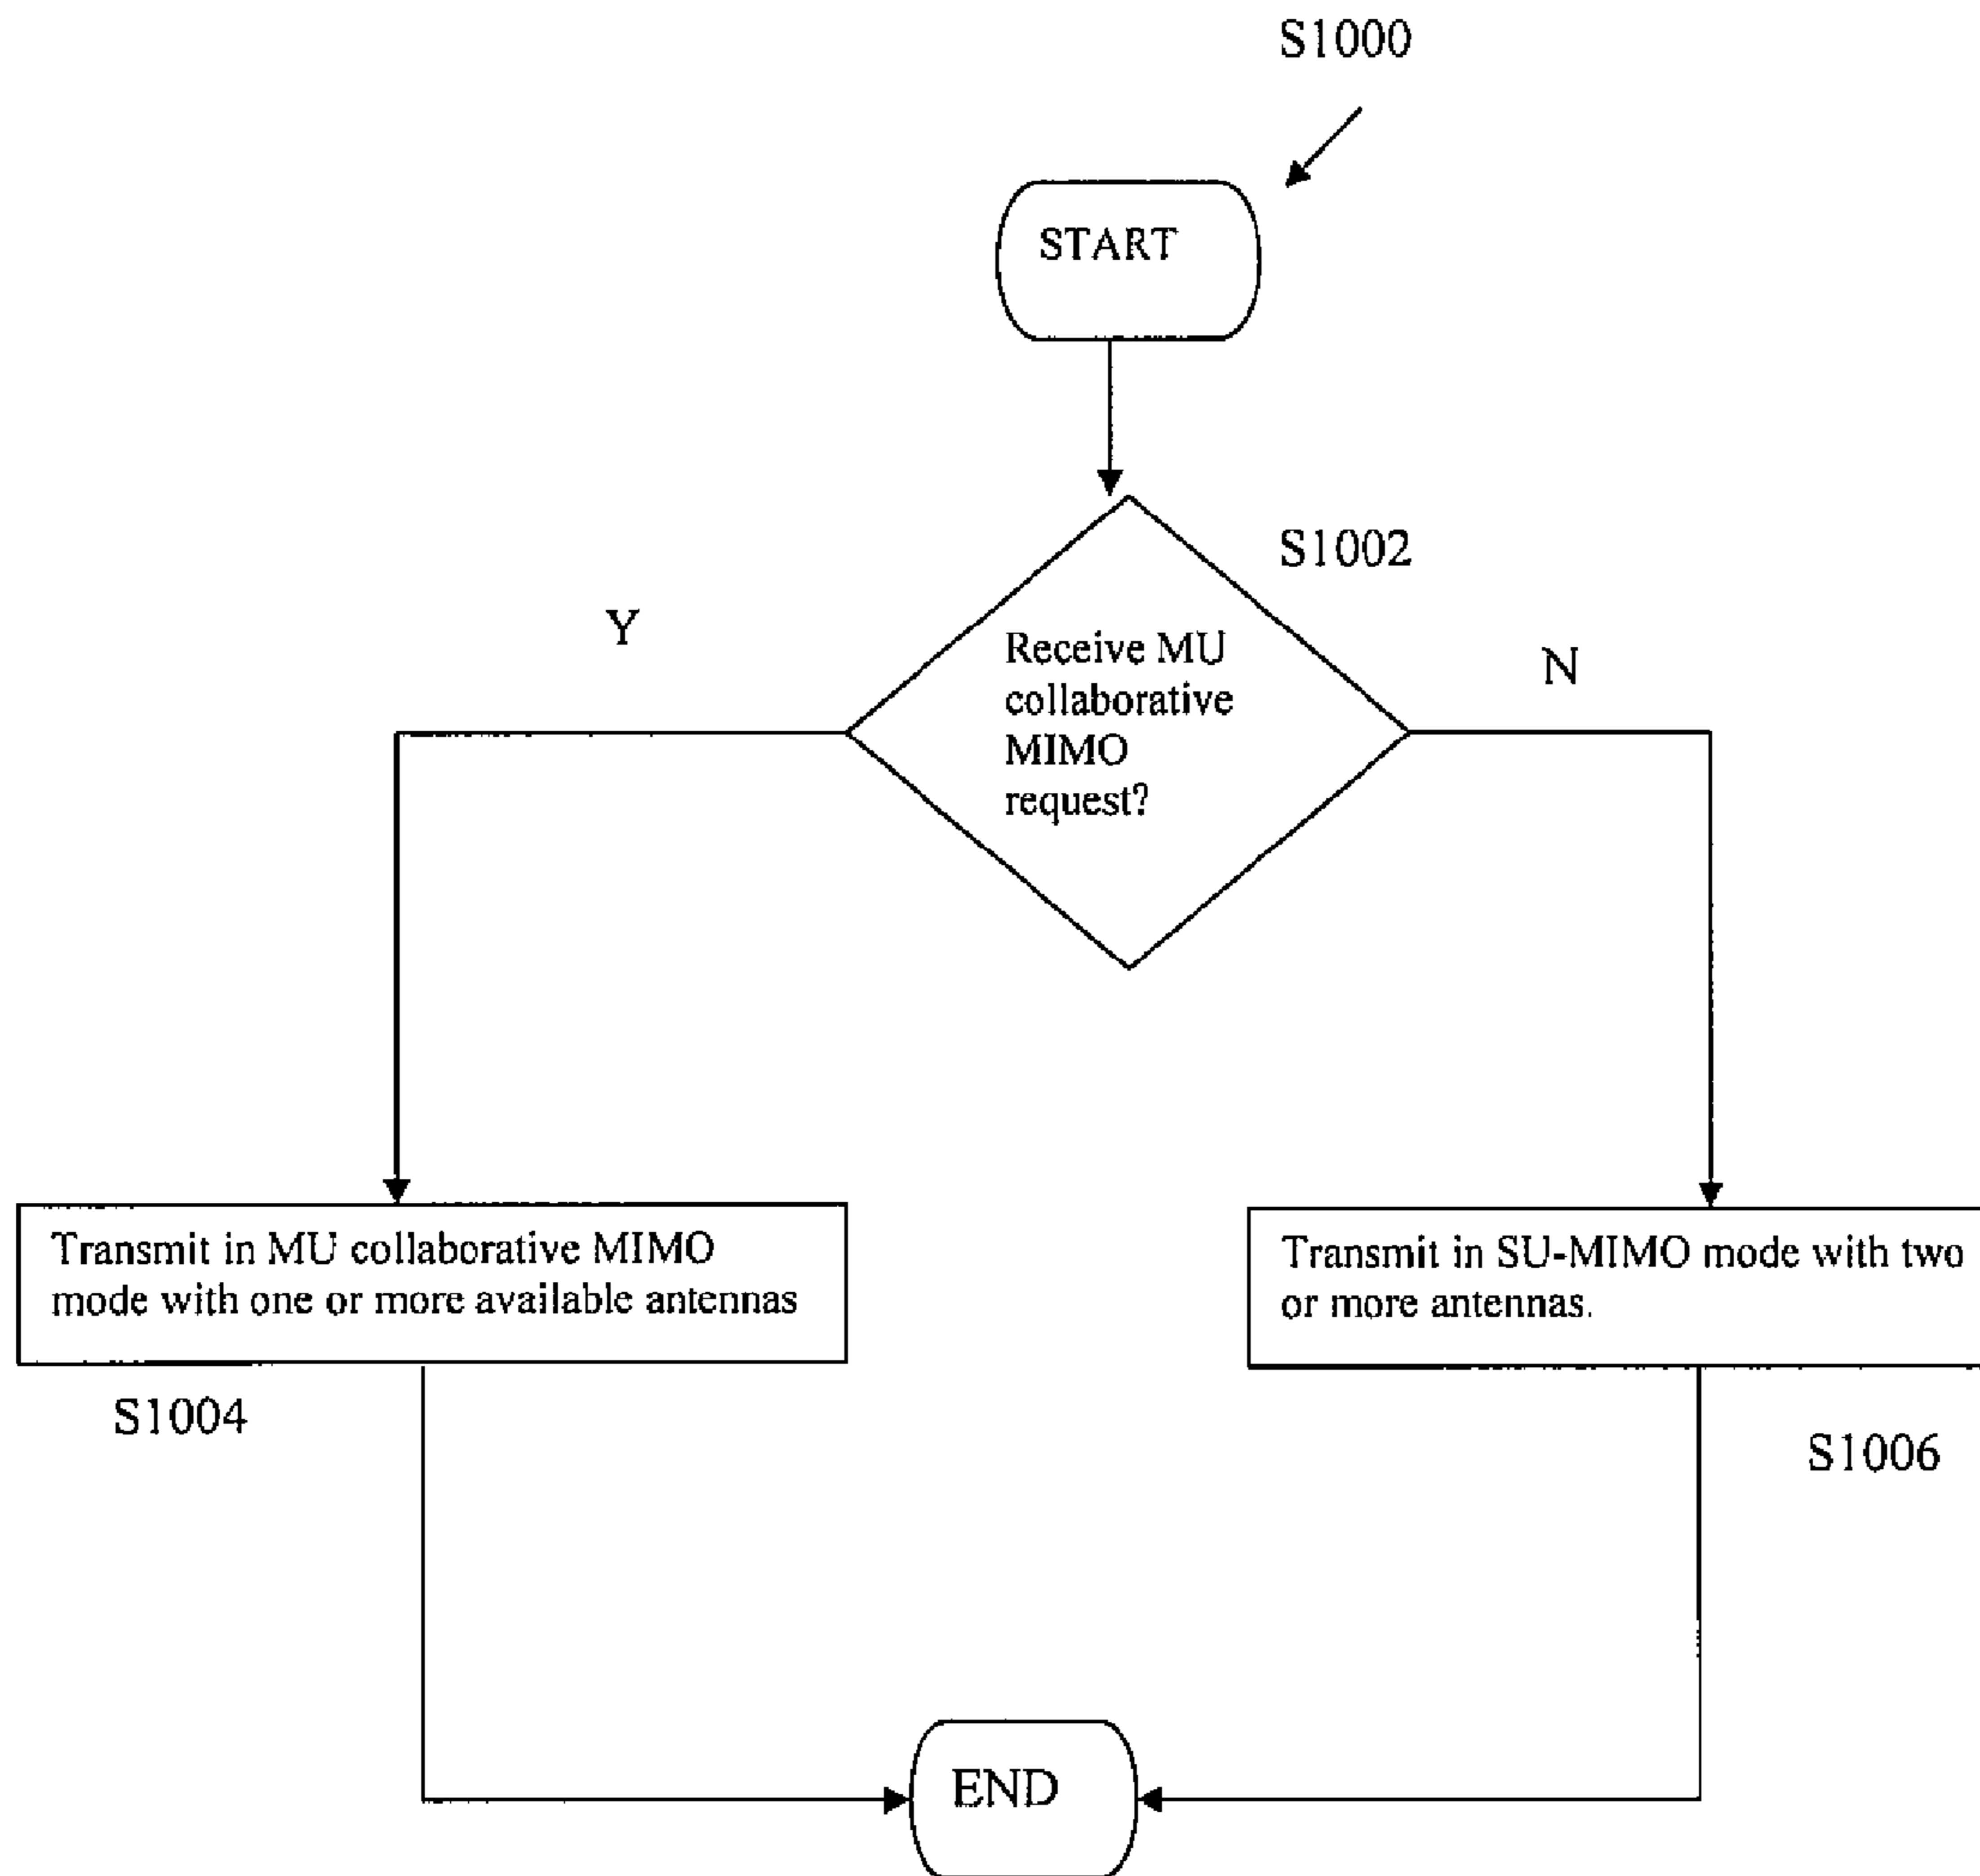 S1000
START
S1002
Y
N
Receive MU
collaborative
MIMO
request?
Transmit in MU collaborative MIMO
mode with one or more available antennas
Transmit in SU-MIMO mode with two
or more antennas.
S1004
S1006
END